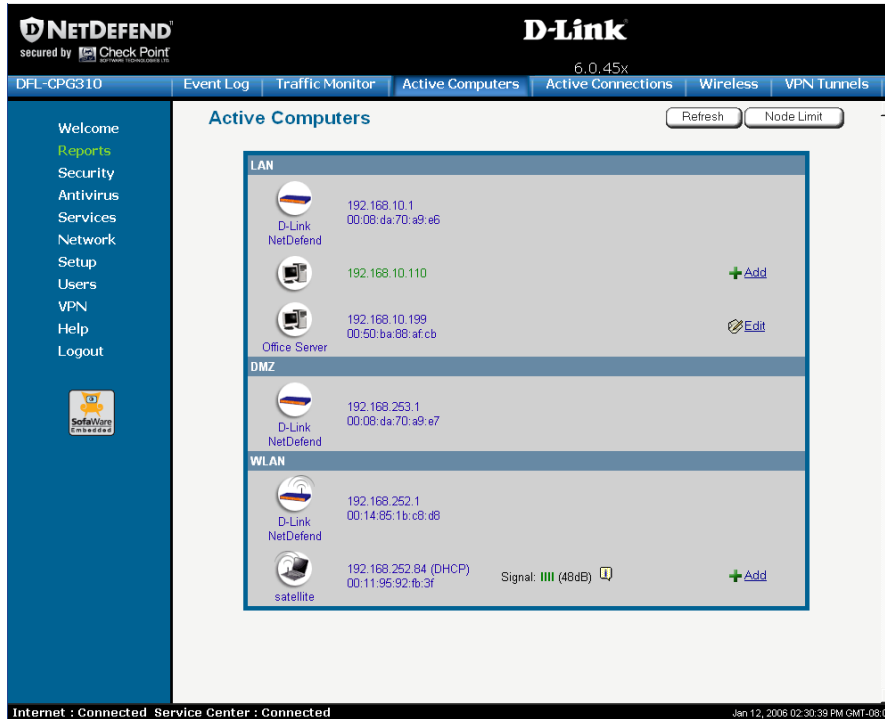 NETDEFEND
secured by Check Point
SOFTWARE TECHNOLOGIES LTD.
D-Link
6.0.45x
DFL-CPG310
Event Log | Traffic Monitor | Active Computers | Active Connections | Wireless | VPN Tunnels
Welcome
Reports
Security
Antivirus
Services
Network
Setup
Users
VPN
Help
Logout
SofaWare
Embedded
Active Computers
Refresh
Node Limit
LAN
D-Link
NetDefend
192.168.10.1
00:08:da:70:a9:e6
192.168.10.110
Add
Office Server
192.168.10.199
00:50:ba:88:af:cb
Edit
DMZ
D-Link
NetDefend
192.168.253.1
00:08:da:70:a9:e7
WLAN
D-Link
NetDefend
192.168.252.1
00:14:85:1b:c8:d8
satellite
192.168.252.84 (DHCP)
00:11:95:92:fb:3f
Signal: (48dB)
Add
Internet : Connected Service Center : Connected
Jan 12, 2006 02:30:39 PM GMT-08:0